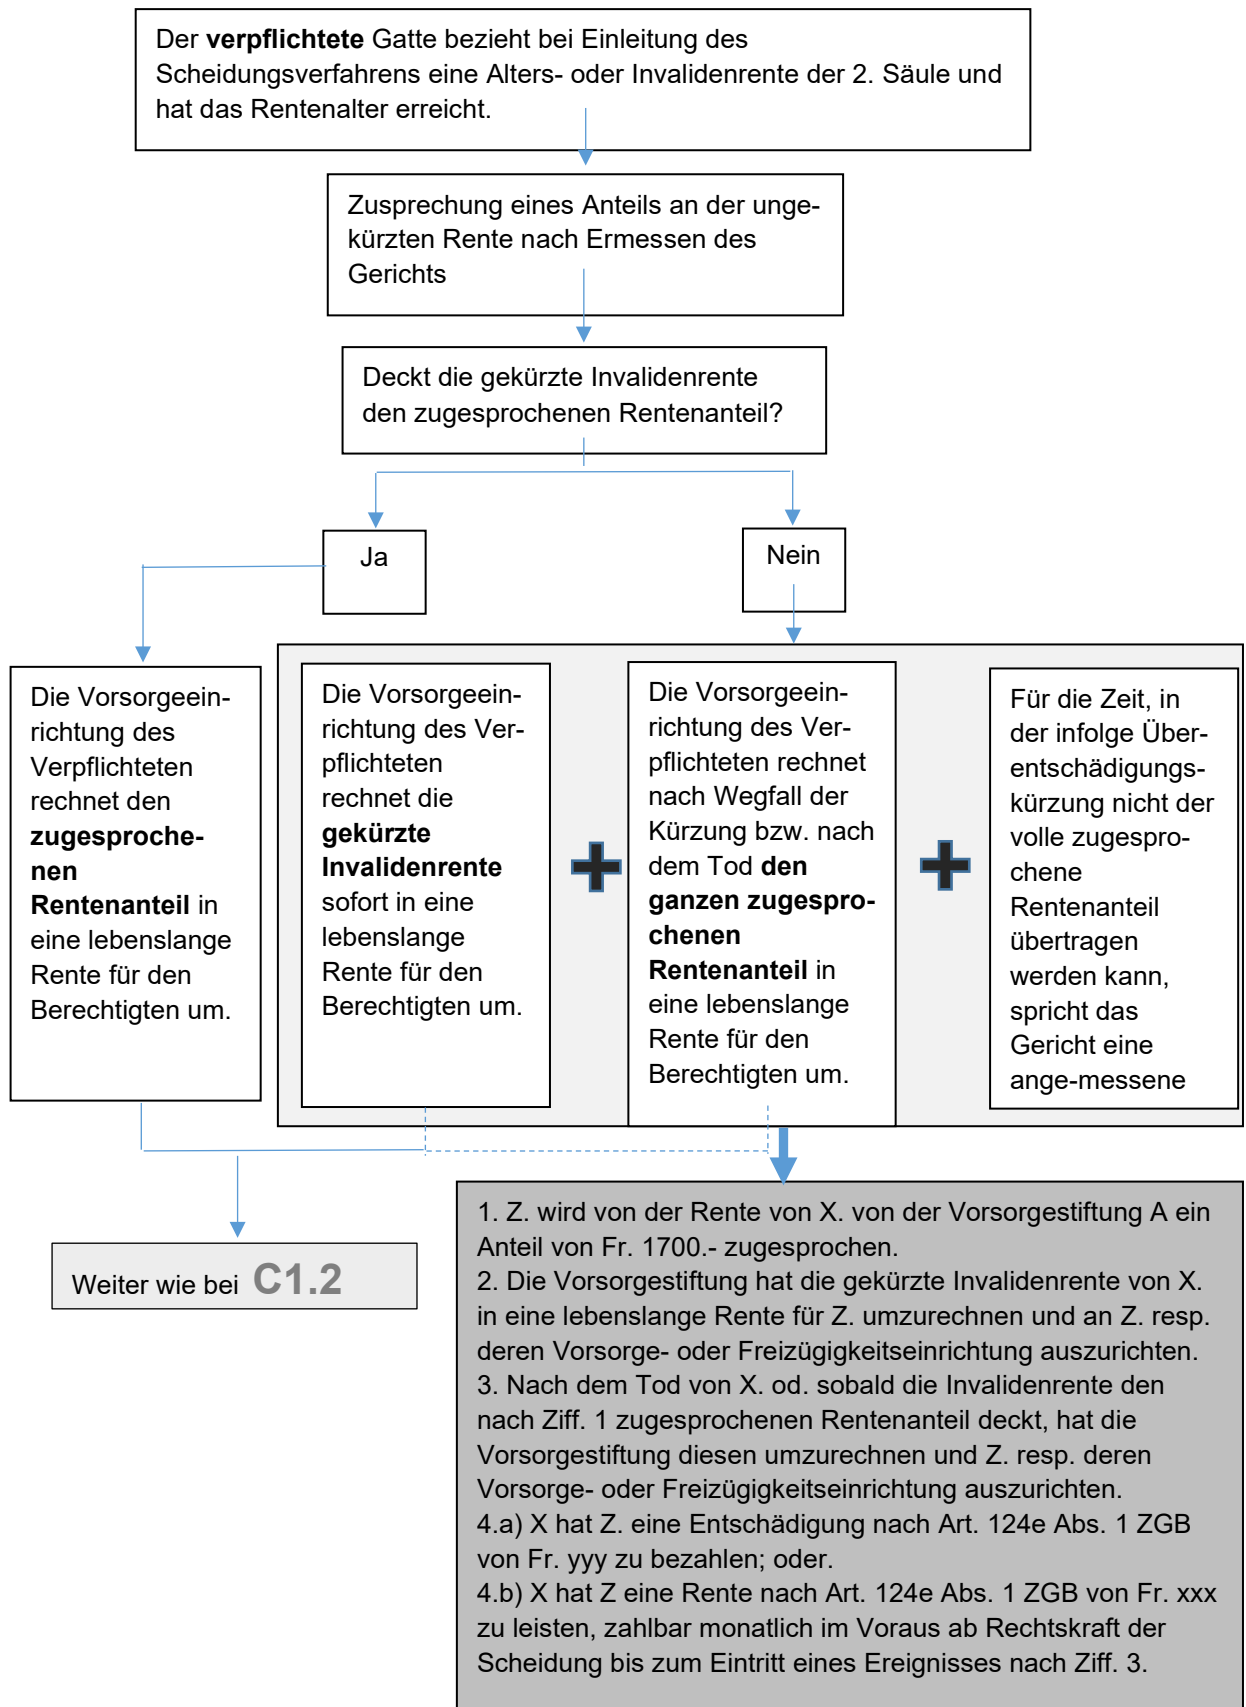 Der verpflichtete Gatte bezieht bei Einleitung des
Scheidungsverfahrens eine Alters- oder Invalidenrente der 2. Säule und
hat das Rentenalter erreicht.
Zusprechung eines Anteils an der unge-
kürzten Rente nach Ermessen des
Gerichts
Deckt die gekürzte Invalidenrente
den zugesprochenen Rentenanteil?
Ja
Nein
Die Vorsorgeein-
richtung des
Verpflichteten
rechnet den
zugesproche-
nen
Rentenanteil in
eine lebenslange
Rente für den
Berechtigten um.
Die Vorsorgeein-
richtung des Ver-
pflichteten
rechnet die
gekürzte
Invalidenrente
sofort in eine
lebenslange
Rente für den
Berechtigten um.
Die Vorsorgeein-
richtung des Ver-
pflichteten rechnet
nach Wegfall der
Kürzung bzw. nach
dem Tod den
ganzen zugespro-
chenen
Rentenanteil in
eine lebenslange
Rente für den
Berechtigten um.
Für die Zeit, in
der infolge Über-
entschädigungs-
kürzung nicht der
volle zugespro-
chene
Rentenanteil
übertragen
werden kann,
spricht das
Gericht eine
ange-messene
Weiter wie bei C1.2
1. Z. wird von der Rente von X. von der Vorsorgestiftung A ein
Anteil von Fr. 1700.- zugesprochen.
2. Die Vorsorgestiftung hat die gekürzte Invalidenrente von X.
in eine lebenslange Rente für Z. umzurechnen und an Z. resp.
deren Vorsorge- oder Freizügigkeitseinrichtung auszurichten.
3. Nach dem Tod von X. od. sobald die Invalidenrente den
nach Ziff. 1 zugesprochenen Rentenanteil deckt, hat die
Vorsorgestiftung diesen umzurechnen und Z. resp. deren
Vorsorge- oder Freizügigkeitseinrichtung auszurichten.
4.a) X hat Z. eine Entschädigung nach Art. 124e Abs. 1 ZGB
von Fr. yyy zu bezahlen; oder.
4.b) X hat Z eine Rente nach Art. 124e Abs. 1 ZGB von Fr. xxx
zu leisten, zahlbar monatlich im Voraus ab Rechtskraft der
Scheidung bis zum Eintritt eines Ereignisses nach Ziff. 3.